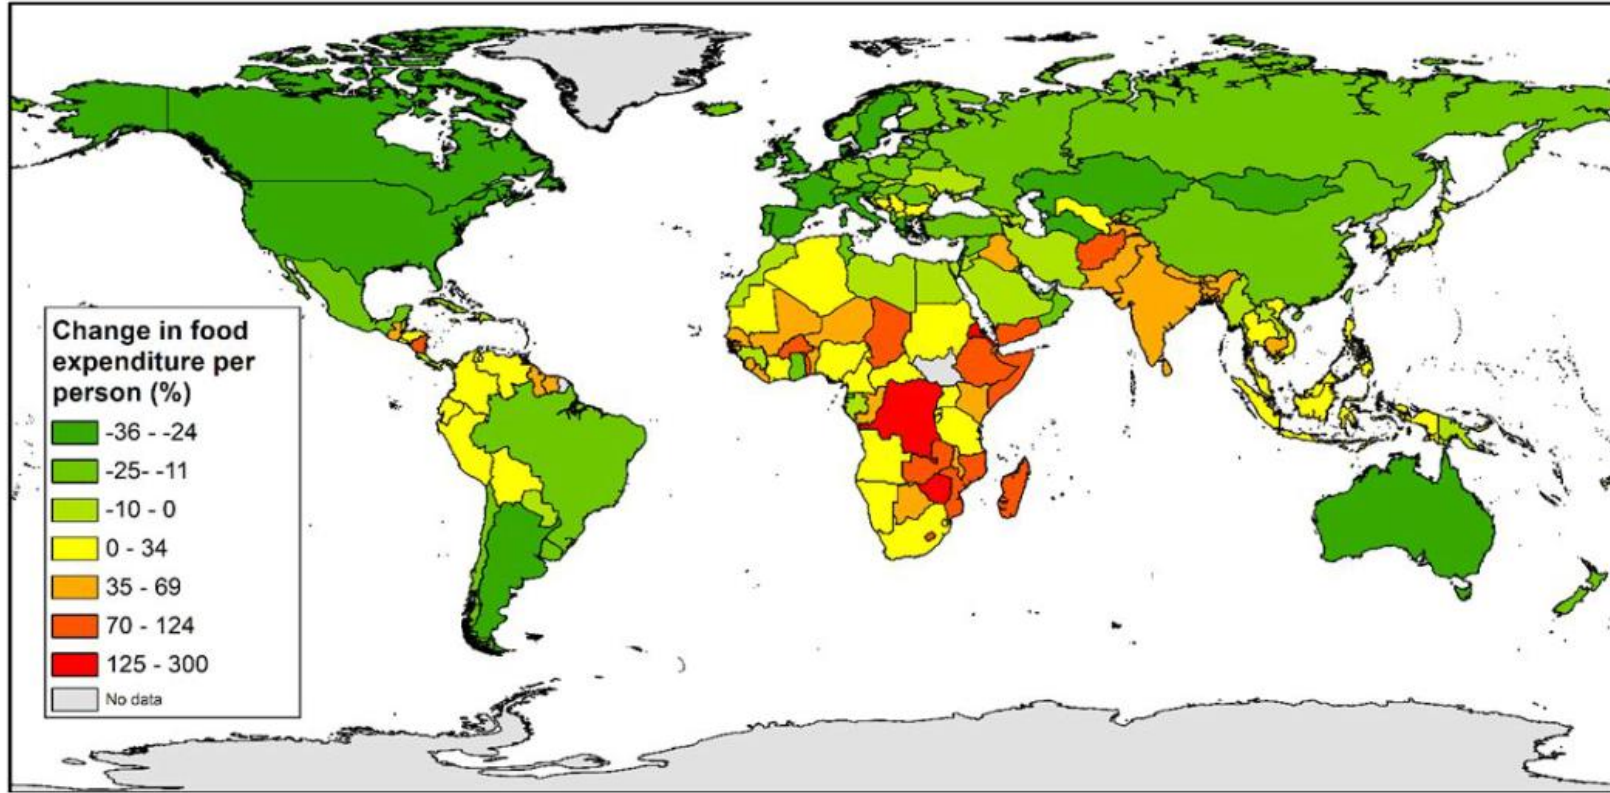 Change in food
expenditure per
person (%)
-36 - -24
-25- -11
-10 - 0
0 - 34
35 - 69
70 - 124
125 - 300
No data